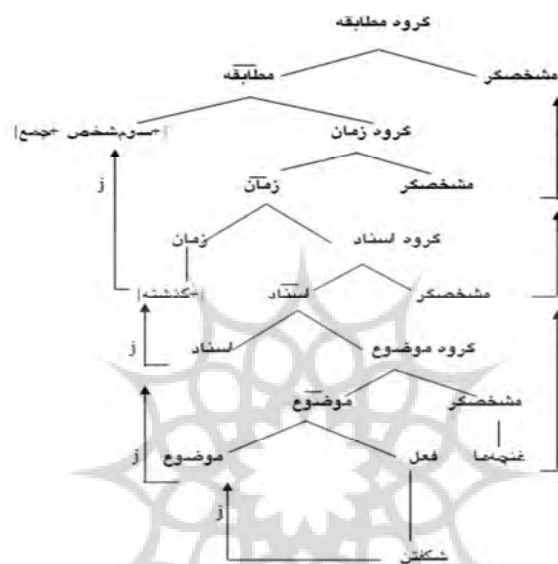 گروه مطابقه
مشخصگر مطابقه
گروه زمان |+سوم‌شخص +جمع|
j
مشخصگر زمان
گروه اسناد زمان
مشخصگر اسناد |+گذشته|
گروه موضوع اسناد j
مشخصگر موضوع
غنچه‌ها فعل موضوع j
j
شکفتن